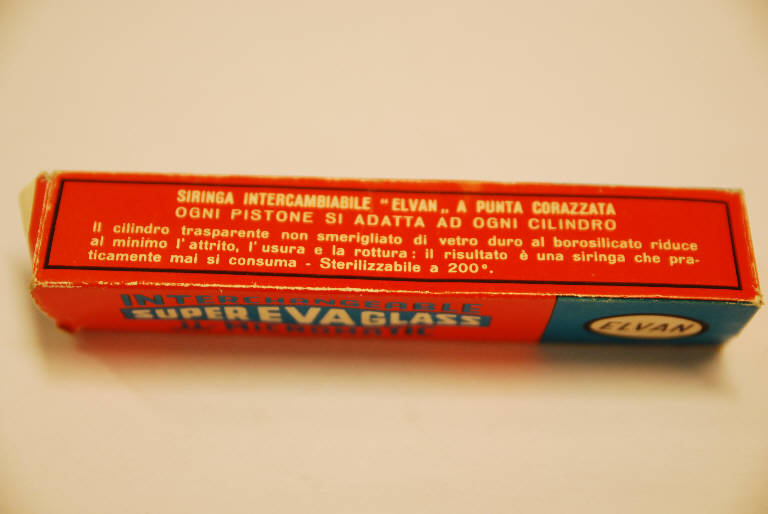 SIRINGA INTERCAMBIABILE "ELVAN„ A PUNTA CORAZZATA
OGNI PISTONE SI ADATTA AD OGNI CILINDRO
Il cilindro trasparente non smerigliato di vetro duro al borosilicato riduce
al minimo l'attrito, l'usura e la rottura: il risultato è una siringa che pra-
ticamente mai si consuma - Sterilizzabile a 200°.
INTERCHANGEABLE
SUPER EVA GLASS
MICROMATIC
ELVAN